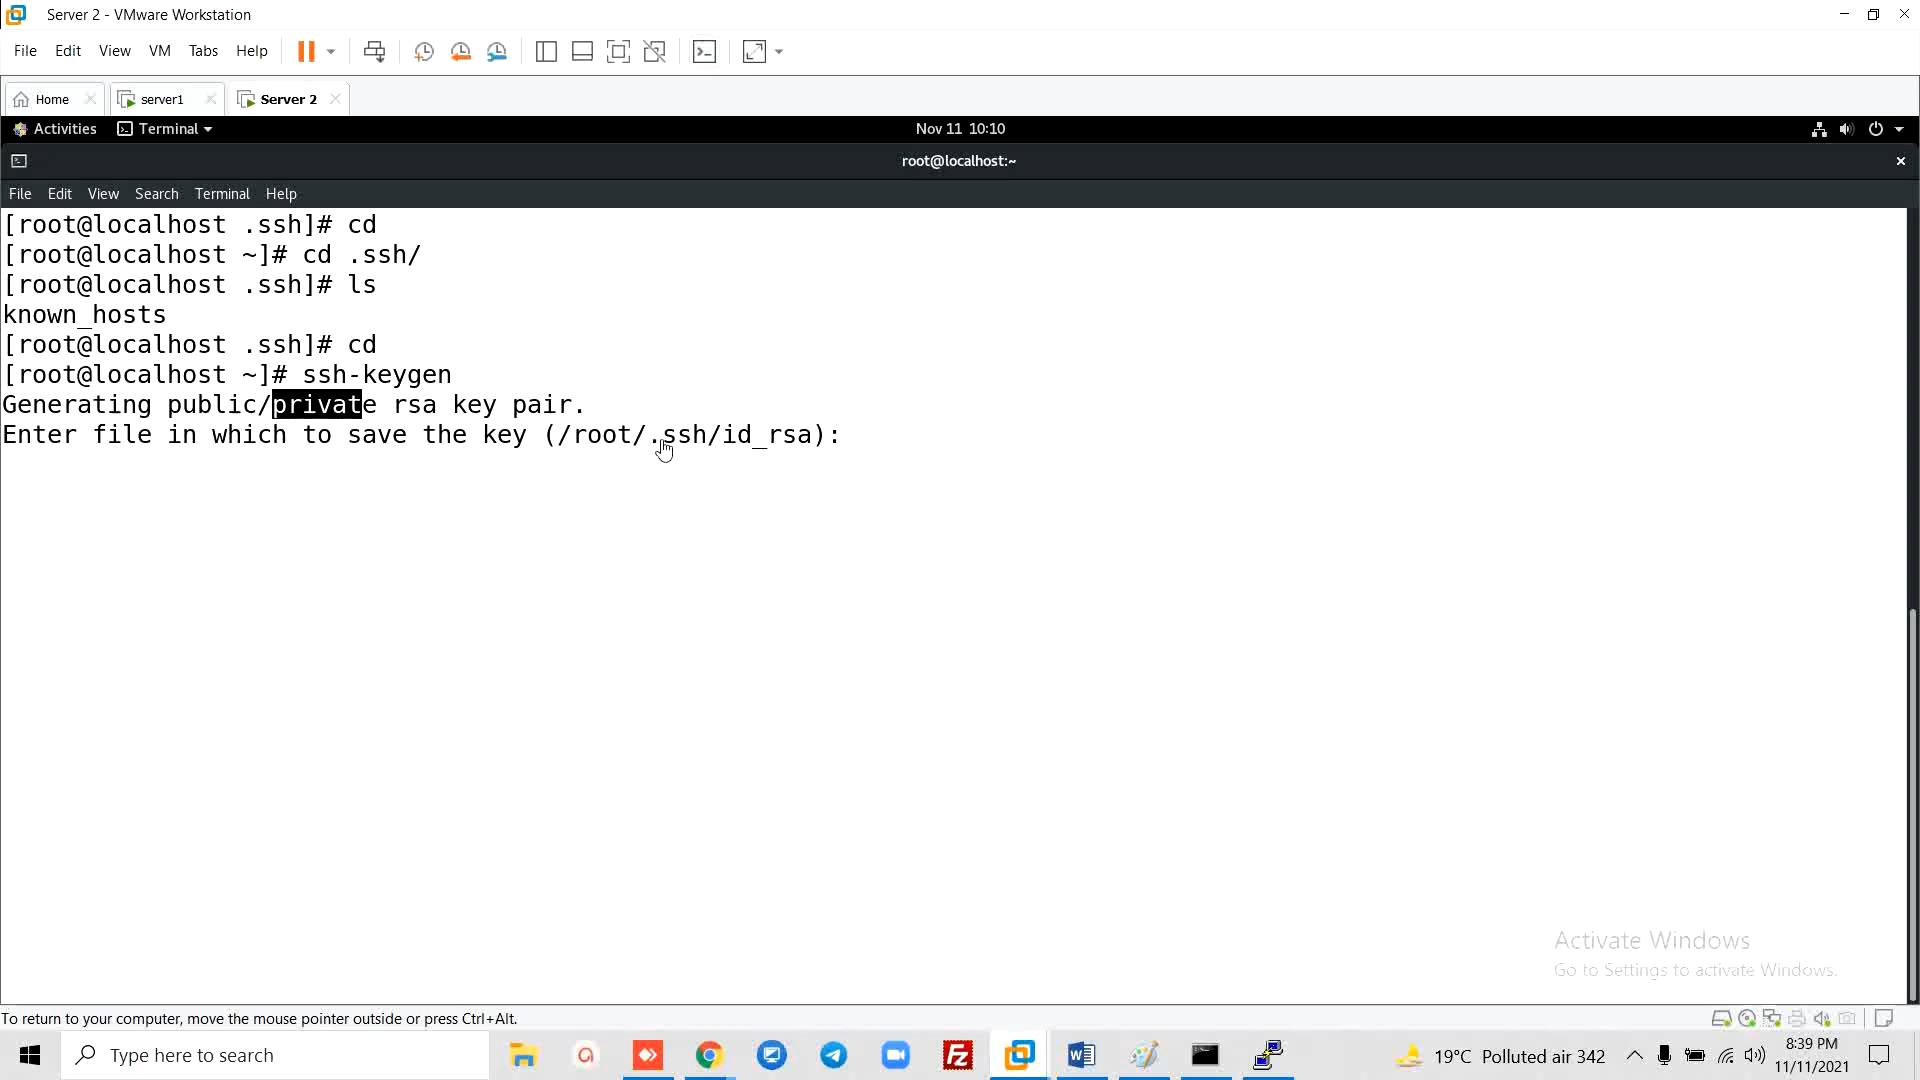 Server 2 - VMware Workstation
File Edit View VM Tabs Help
Home server1 Server 2
Activities Terminal Nov 11 10:10
root@localhost:~
File Edit View Search Terminal Help
[root@localhost .ssh]# cd
[root@localhost ~]# cd .ssh/
[root@localhost .ssh]# ls
known_hosts
[root@localhost .ssh]# cd
[root@localhost ~]# ssh-keygen
Generating public/private rsa key pair.
Enter file in which to save the key (/root/.ssh/id_rsa):
Activate Windows
Go to Settings to activate Windows.
To return to your computer, move the mouse pointer outside or press Ctrl+Alt.
Type here to search
19°C Polluted air 342
8:39 PM
11/11/2021